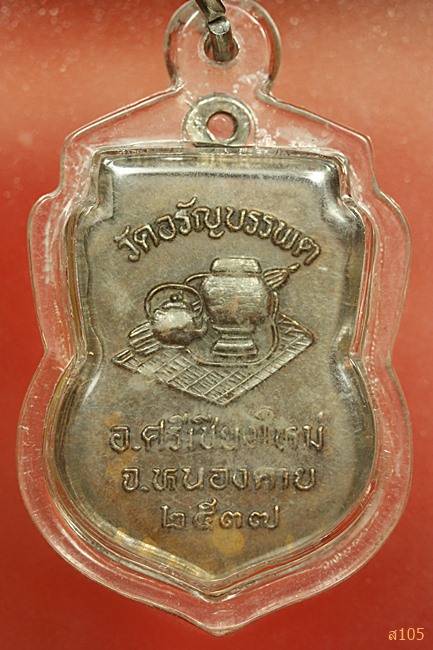 วัดอรัญบรรพต
อ.ศรีเชียงใหม่
จ.หนองคาย
๒๕๓๗
ส105